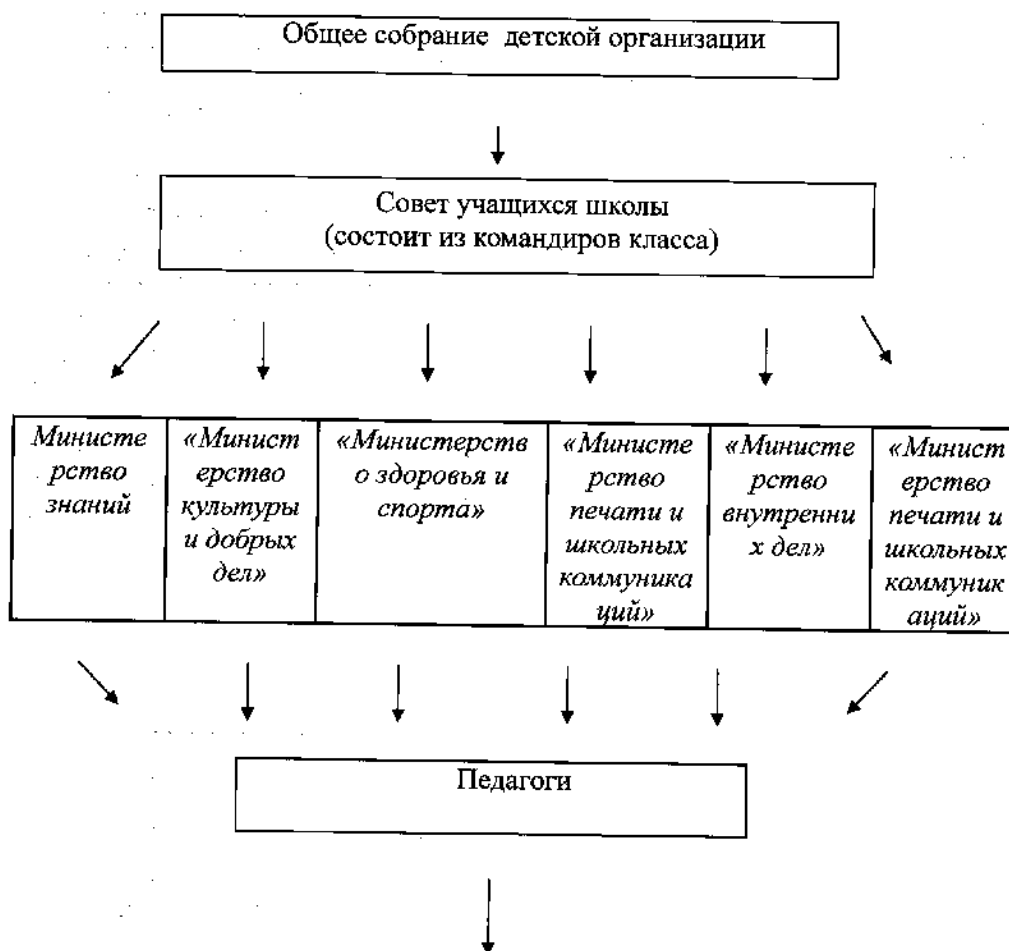 Общее собрание детской организации
Совет учащихся школы
(состоит из командиров класса)
Министе
рство
знаний
«Минист
ерство
культуры
и добрых
дел»
«Министерств
о здоровья и
спорта»
«Министе
рство
печати и
школьных
коммуника
ций»
«Министе
рство
внутренни
х дел»
«Минист
ерство
печати и
школьных
коммуник
аций»
Педагоги